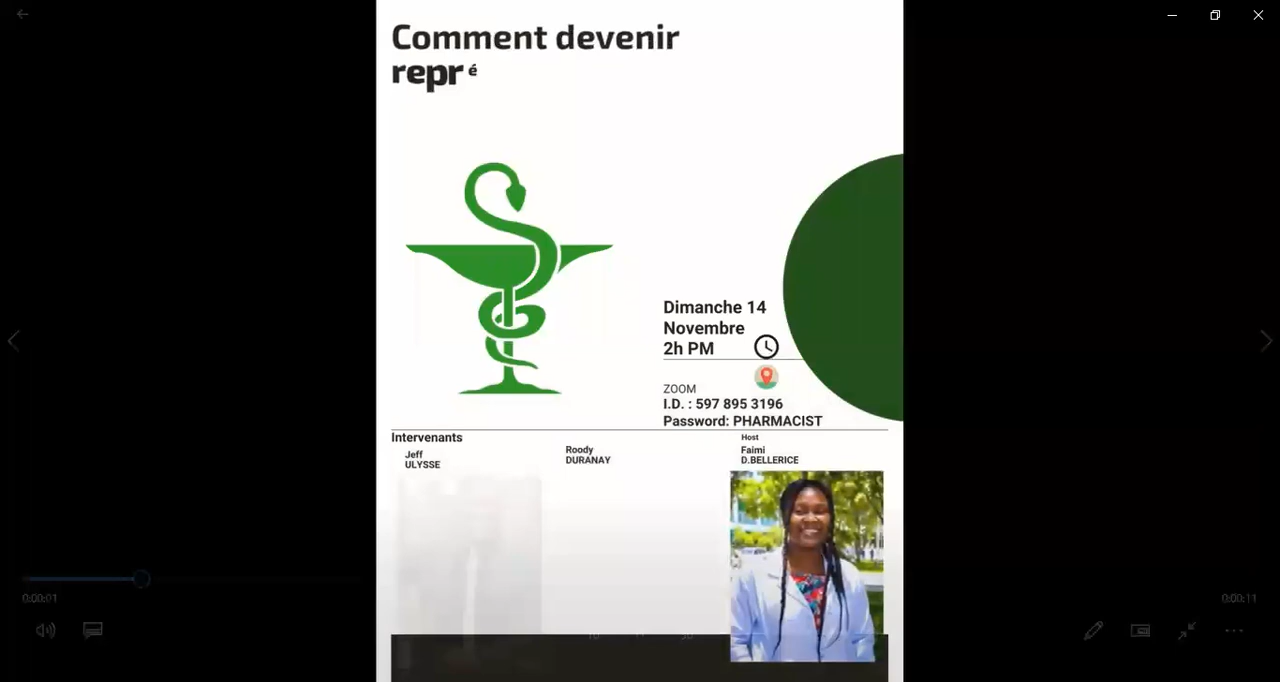 Comment devenir
repré
Dimanche 14
Novembre
2h PM
ZOOM
I.D. : 597 895 3196
Password: PHARMACIST
Intervenants
Jeff
ULYSSE
Roody
DURANAY
Host
Faimi
D.BELLERICE
0:00:01
0:00:11